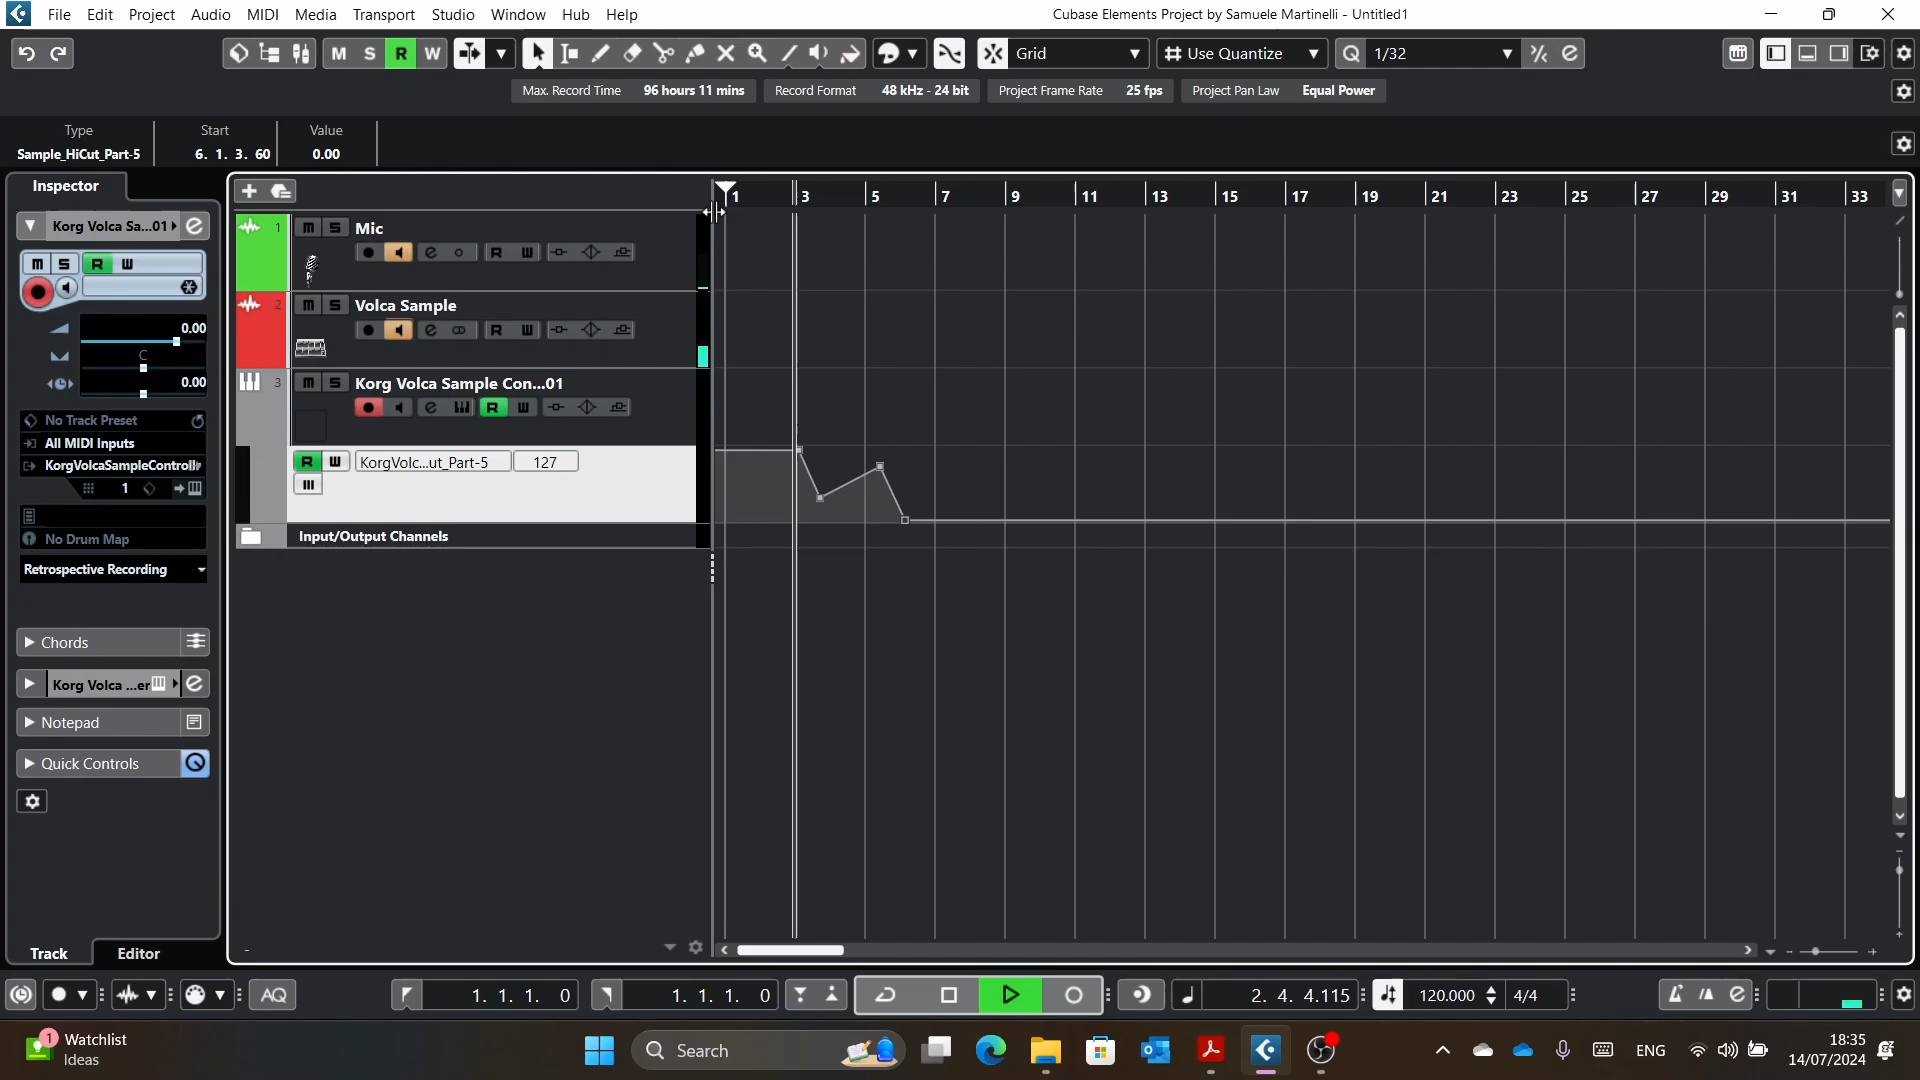 File Edit Project Audio MIDI Media Transport Studio Window Hub Help
Cubase Elements Project by Samuele Martinelli - Untitled1
M S R W Grid Use Quantize Q 1/32
Max. Record Time 96 hours 11 mins Record Format 48 kHz - 24 bit Project Frame Rate 25 fps Project Pan Law Equal Power
Type Start Value
Sample_HiCut_Part-5 6. 1. 3. 60 0.00
Inspector
1 3 5 7 9 11 13 15 17 19 21 23 25 27 29 31 33
Korg Volca Sa...01
M S R W
0.00
C
0.00
No Track Preset
All MIDI Inputs
KorgVolcaSampleControll
1
No Drum Map
Retrospective Recording
Chords
Korg Volca ...er
Notepad
Quick Controls
Track Editor
1 M S Mic
R W
2 M S Volca Sample
R W
3 M S Korg Volca Sample Con...01
R W
R W KorgVolc...ut_Part-5 127
Input/Output Channels
AQ 1. 1. 1. 0 1. 1. 1. 0 2. 4. 4.115 120.000 4/4
1 Watchlist
Ideas
Search
ENG
18:35
14/07/2024